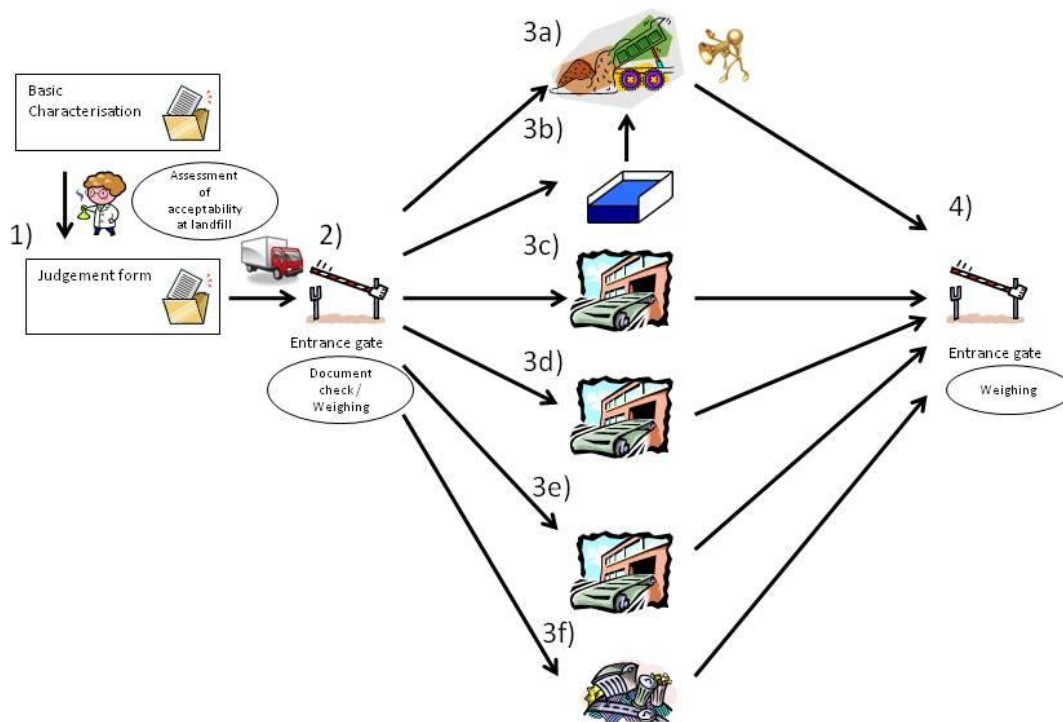 3a)
Basic
Characterisation
3b)
Assessment
of
acceptability
at landfill
1)
2)
3c)
4)
Judgement form
Entrance gate
Document
check /
Weighing
3d)
Entrance gate
Weighing
3e)
3f)